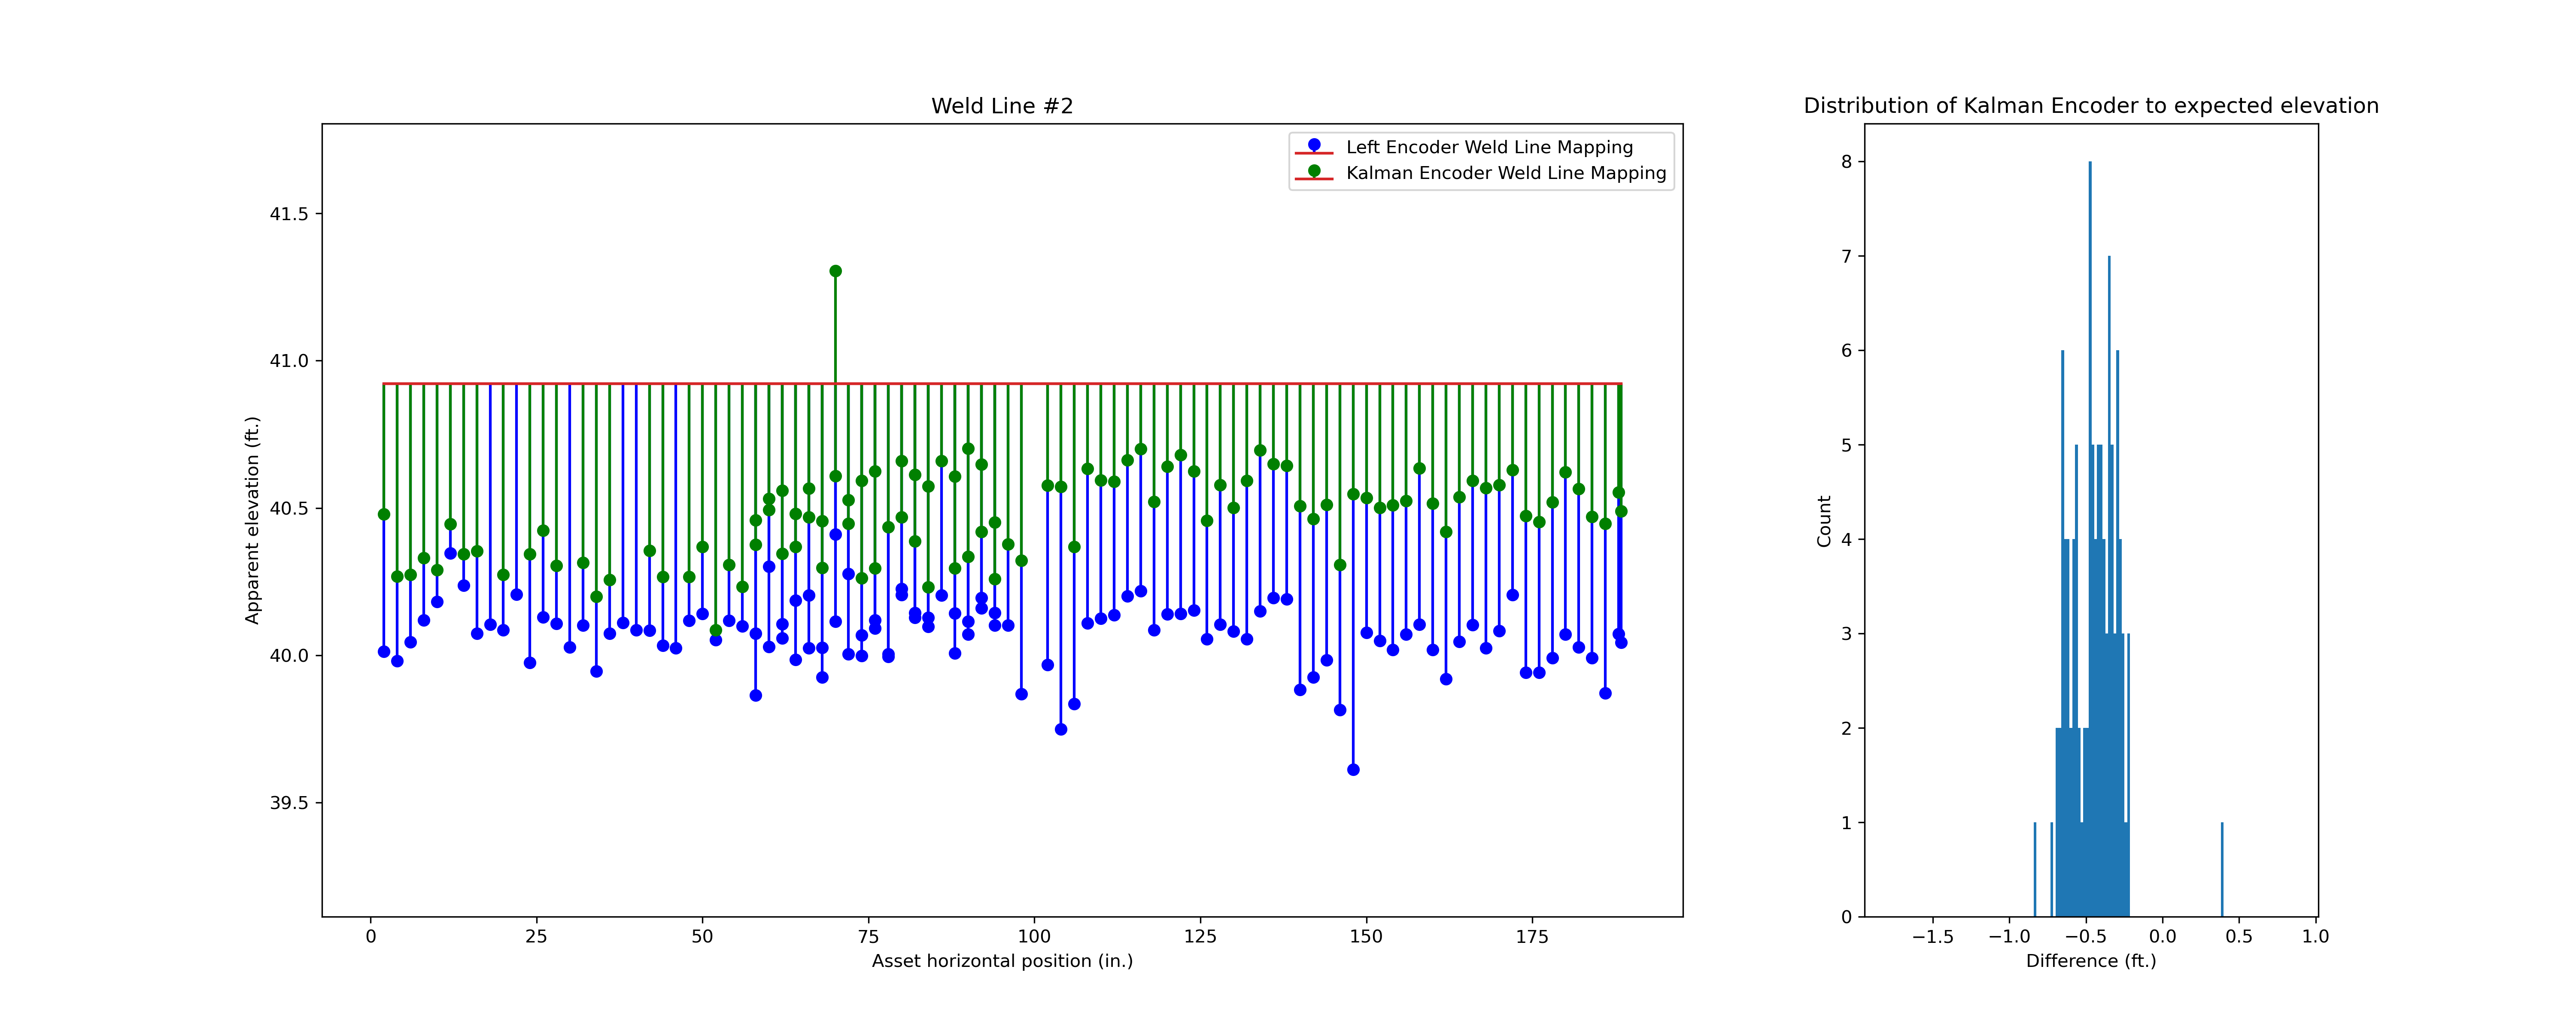 Weld Line #2
Left Encoder Weld Line Mapping
Kalman Encoder Weld Line Mapping
Apparent elevation (ft.)
41.5
41.0
40.5
40.0
39.5
0 25 50 75 100 125 150 175
Asset horizontal position (in.)
Distribution of Kalman Encoder to expected elevation
Count
8
7
6
5
4
3
2
1
0
−1.5 −1.0 −0.5 0.0 0.5 1.0
Difference (ft.)